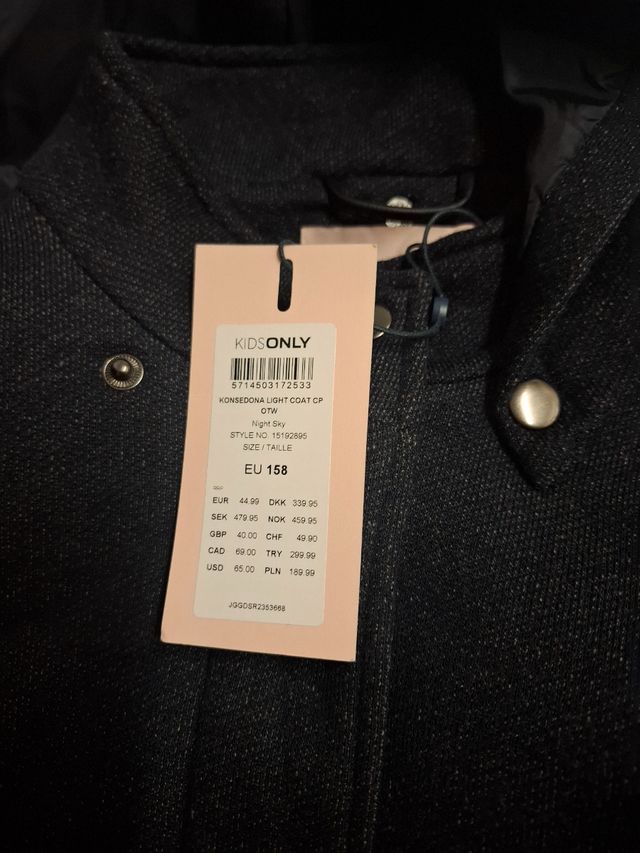 KIDSONLY
5714503172533
KONSEDONA LIGHT COAT CP
OTW
Night Sky
STYLE NO. 15192895
SIZE / TAILLE
EU 158
EUR 44.99 DKK 339.95
SEK 479.95 NOK 459.95
GBP 40.00 CHF 49.90
CAD 69.00 TRY 299.99
USD 65.00 PLN 189.99
JGGDSR2353668